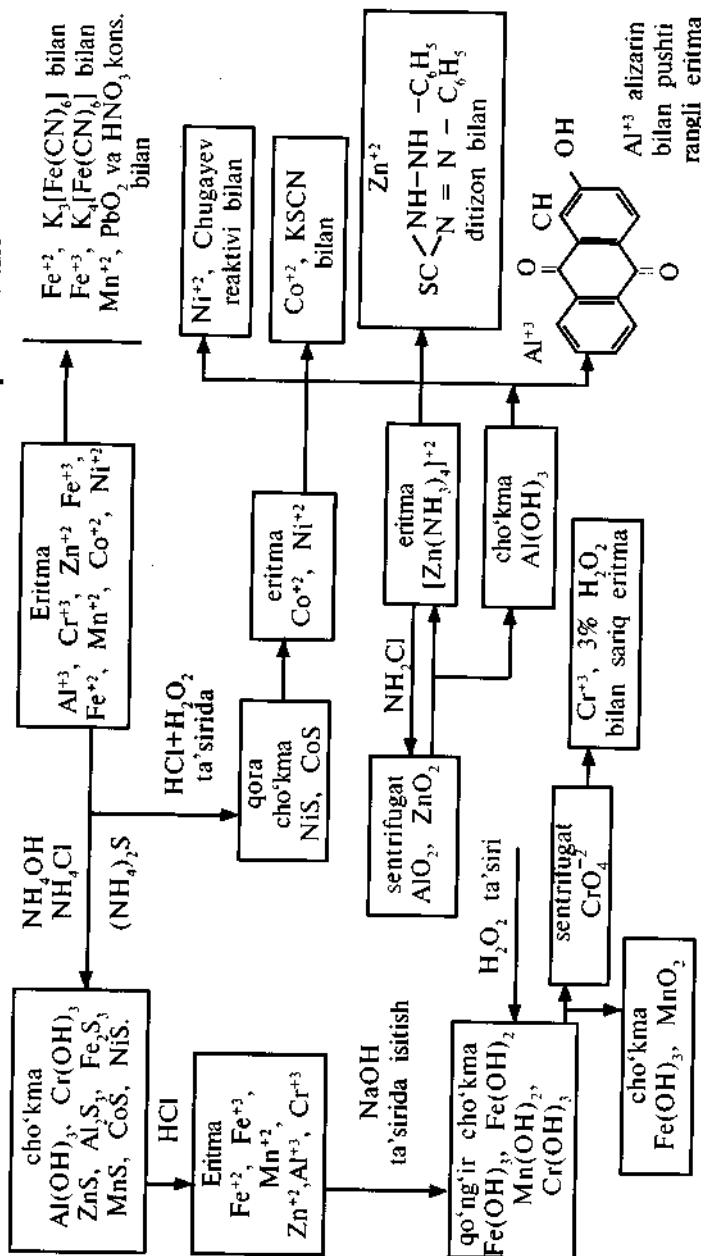 Eritma
Al⁺³, Cr⁺³, Zn⁺² Fe⁺³
Fe⁺², Mn⁺², Co⁺², Ni⁺²
Fe⁺², K₃[Fe(CN)₆] bilan
Fe⁺³, K₄[Fe(CN)₆] bilan
Mn⁺², PbO₂ va HNO₃ kons.
bilan
NH₄OH
NH₄Cl
(NH₄)₂S
cho‘kma
Al(OH)₃, Cr(OH)₃
ZnS, Al₂S₃, Fe₂S₃
MnS, CoS, NiS.
HCl+H₂O₂
ta’sirida
qora
cho‘kma
NiS, CoS
eritma
Co⁺², Ni⁺²
Ni⁺², Chugayev
reaktivi bilan
Co⁺², KSCN
bilan
HCl
Eritma
Fe⁺², Fe⁺³
Mn⁺²,
Zn⁺²,Al⁺³, Cr⁺³
sentrifugat
AlO₂, ZnO₂
NH₂Cl
eritma
[Zn(NH₃)₄]⁺²
Zn⁺²
NH–NH –C₆H₅
SC
N = N – C₆H₅
ditizon bilan
cho‘kma
Al(OH)₃
NaOH
ta’sirida isitish
H₂O₂ ta’siri
qo‘ng‘ir cho‘kma
Fe(OH)₃, Fe(OH)₂
Mn(OH)₂,
Cr(OH)₃
sentrifugat
CrO₄⁻²
Cr⁺³, 3% H₂O₂
bilan sariq eritma
cho‘kma
Fe(OH)₃, MnO₂
Al⁺³
O
CH
OH
O
Al⁺³ alizarin
bilan pushti
rangli eritma